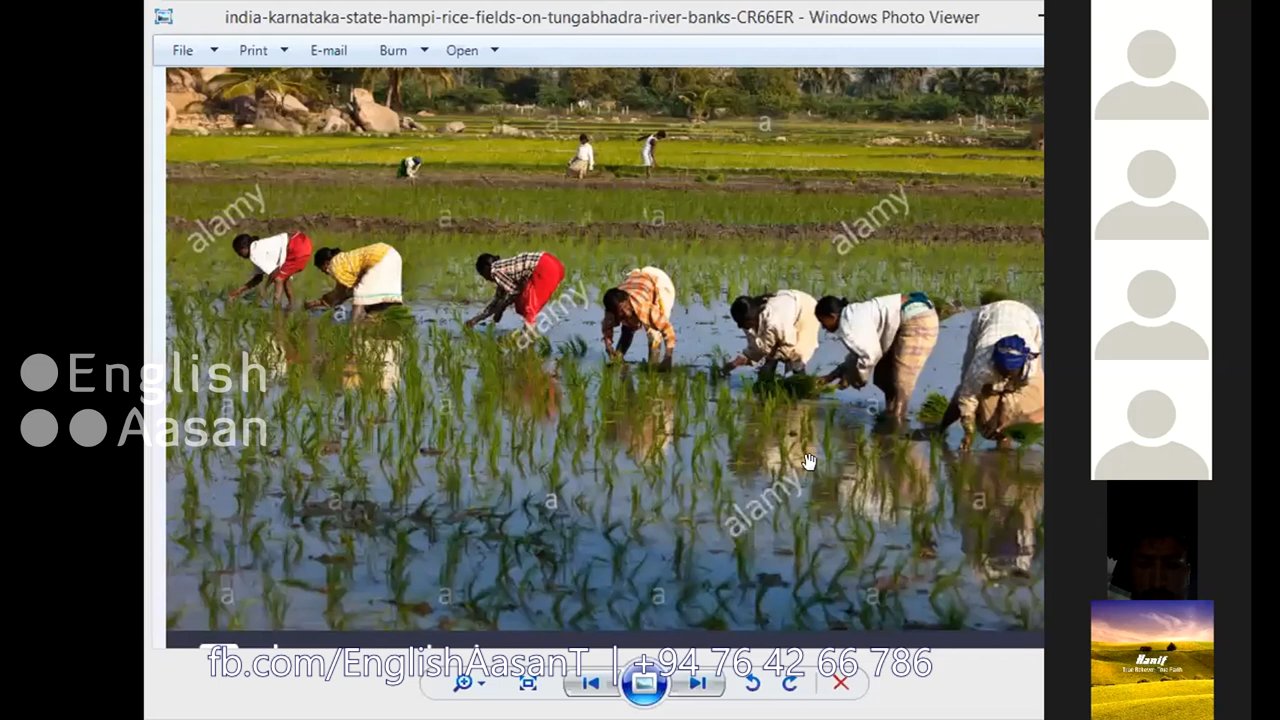 india-karnataka-state-hampi-rice-fields-on-tungabhadra-river-banks-CR66ER - Windows Photo Viewer
File Print E-mail Burn Open
a a a
alamy a a alamy
a alamy a
English
Aasan
a a a
a a alamy a
a a a a
fb.com/EnglishAasanT | +94 76 42 66 786
Hanif